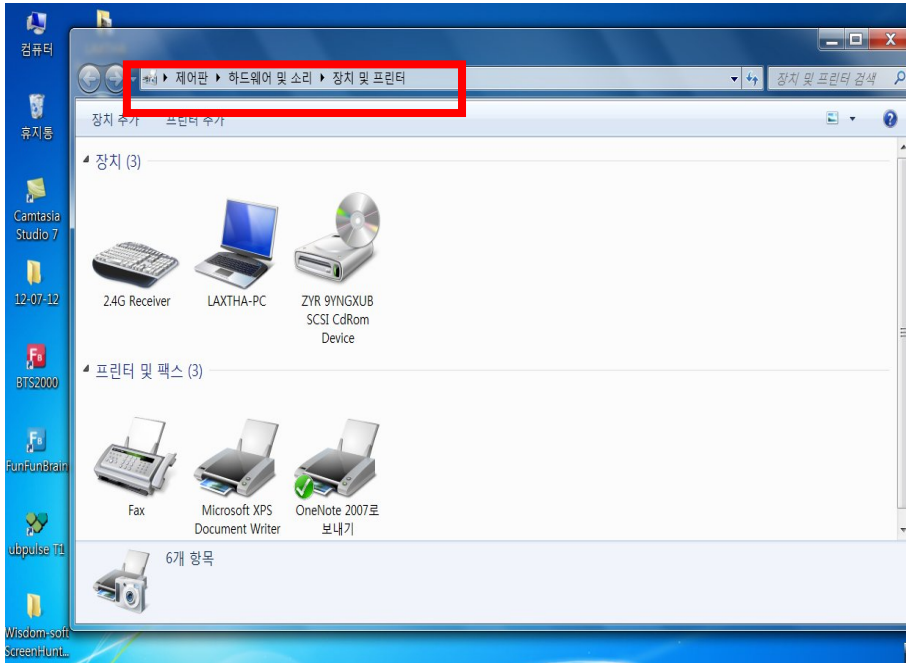 컴퓨터
휴지통
Camtasia
Studio 7
12-07-12
BTS2000
FunFunBrain
ubpulse T1
Wisdom-soft
ScreenHunt...
제어판 ▸ 하드웨어 및 소리 ▸ 장치 및 프린터
장치 및 프린터 검색
장치 추가 프린터 추가
장치 (3)
2.4G Receiver
LAXTHA-PC
ZYR 9YNGXUB
SCSI CdRom
Device
프린터 및 팩스 (3)
Fax
Microsoft XPS
Document Writer
OneNote 2007로
보내기
6개 항목